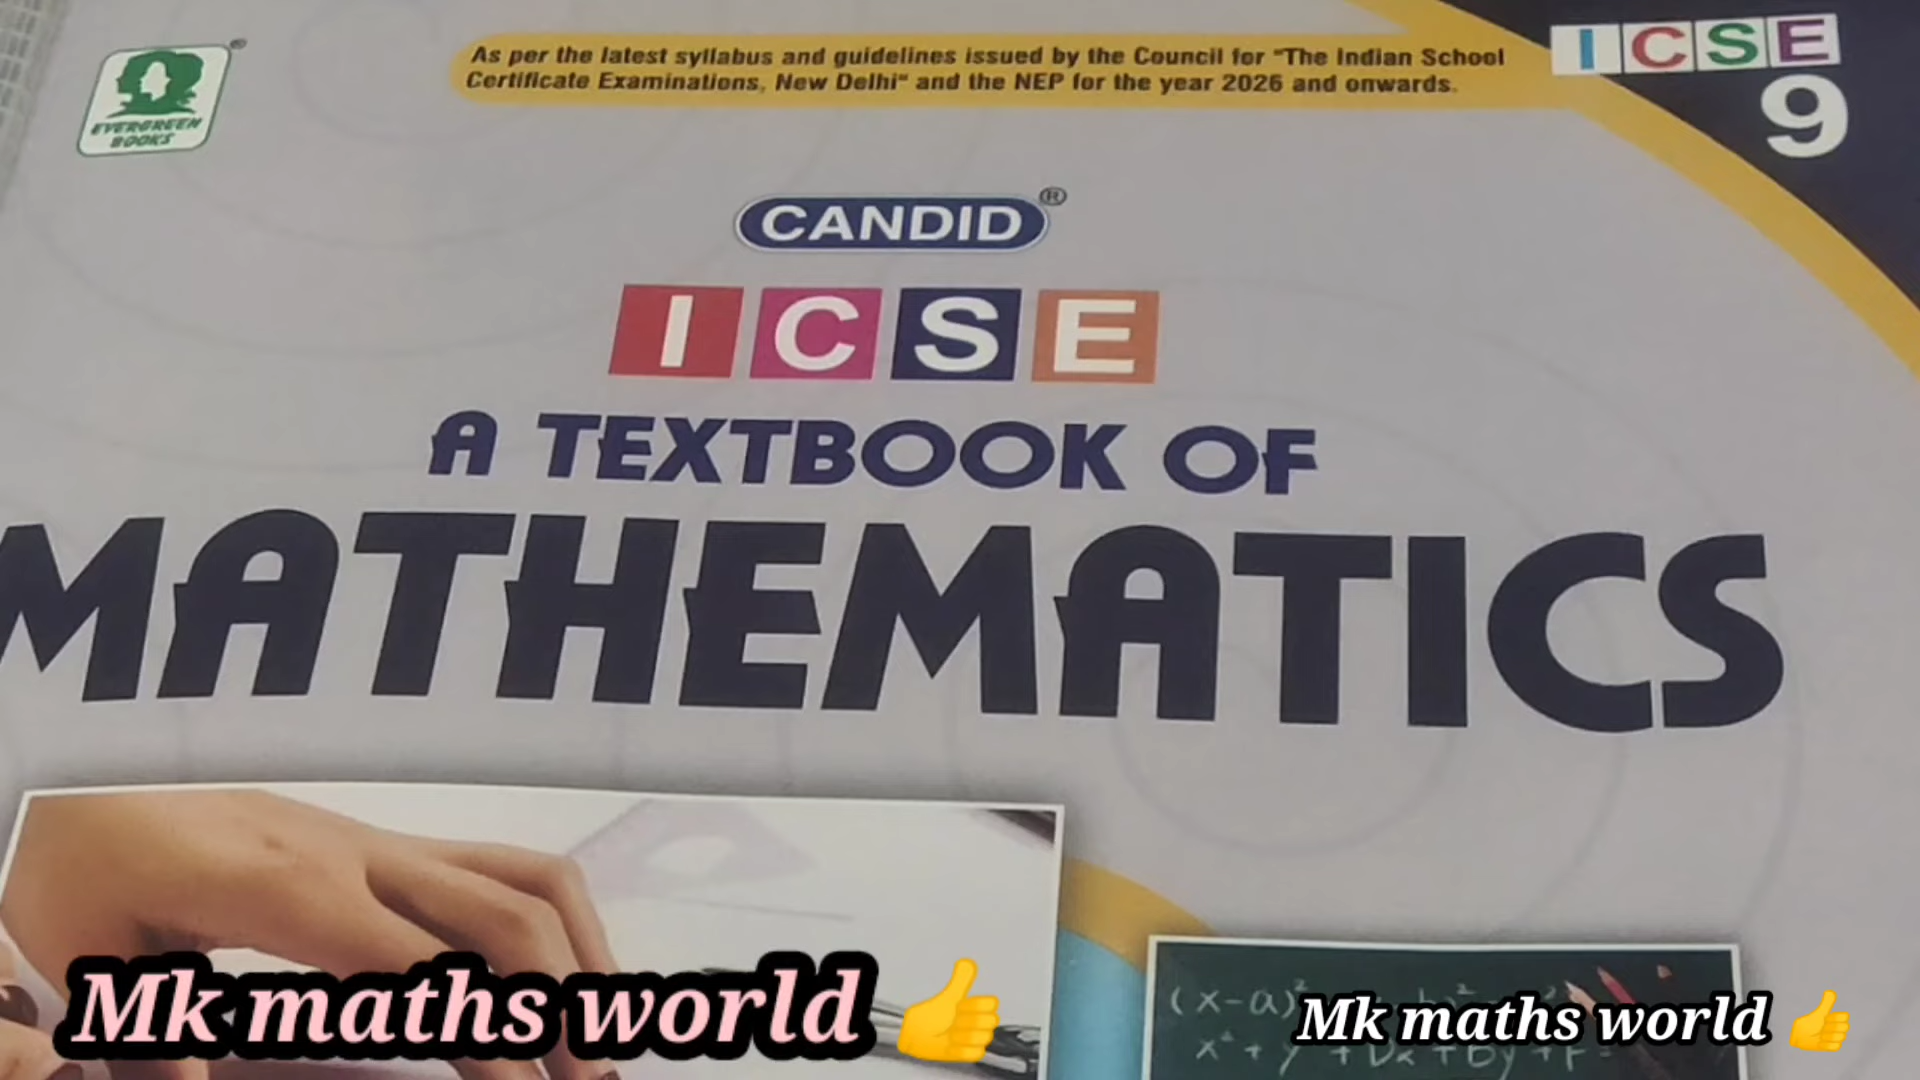 As per the latest syllabus and guidelines issued by the Council for "The Indian School
Certificate Examinations, New Delhi" and the NEP for the year 2026 and onwards.
ICSE
9
EVERGREEN
BOOKS
CANDID
ICSE
A TEXTBOOK OF
MATHEMATICS
(x-a)²
Mk maths world 👍
Mk maths world 👍